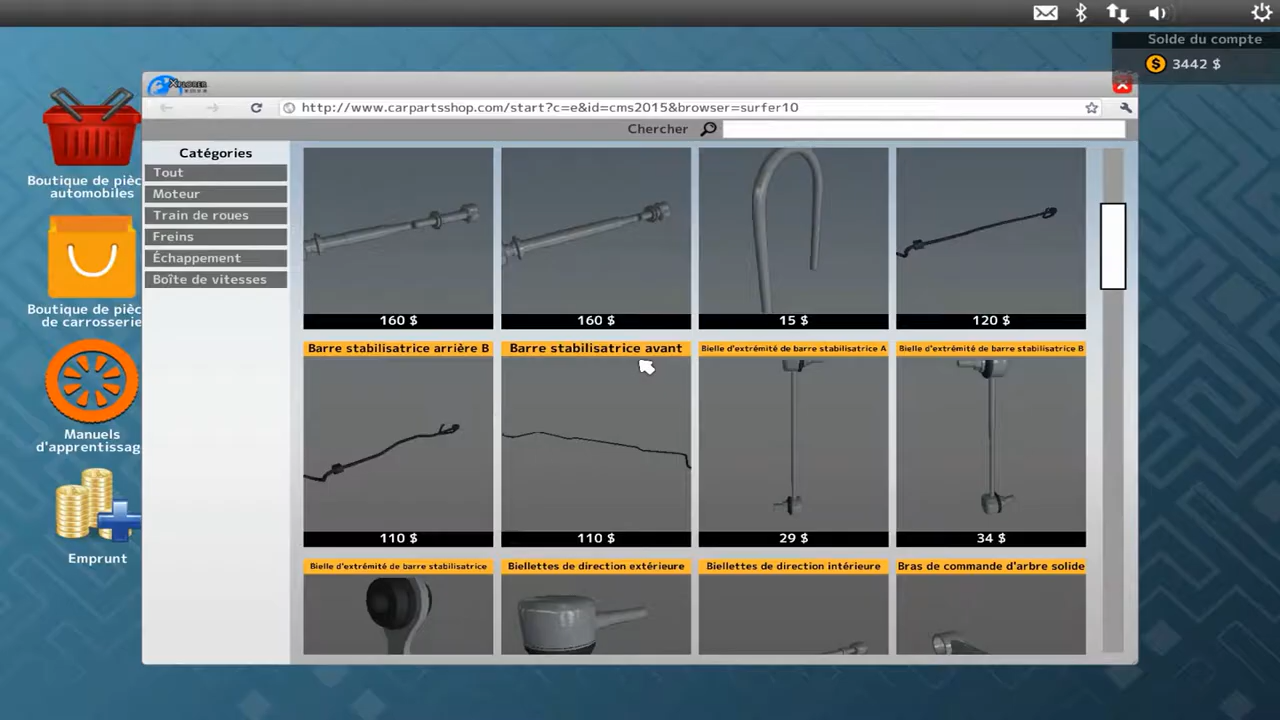 Solde du compte
3442 $
XPLORER
http://www.carpartsshop.com/start?c=e&id=cms2015&browser=surfer10
Chercher
Catégories
Tout
Moteur
Train de roues
Freins
Échappement
Boîte de vitesses
Boutique de pièc
automobiles
Boutique de pièc
de carrosserie
Manuels
d'apprentissag
Emprunt
160 $
160 $
15 $
120 $
Barre stabilisatrice arrière B
Barre stabilisatrice avant
Bielle d'extrémité de barre stabilisatrice A
Bielle d'extrémité de barre stabilisatrice B
110 $
110 $
29 $
34 $
Bielle d'extrémité de barre stabilisatrice
Biellettes de direction extérieure
Biellettes de direction intérieure
Bras de commande d'arbre solide